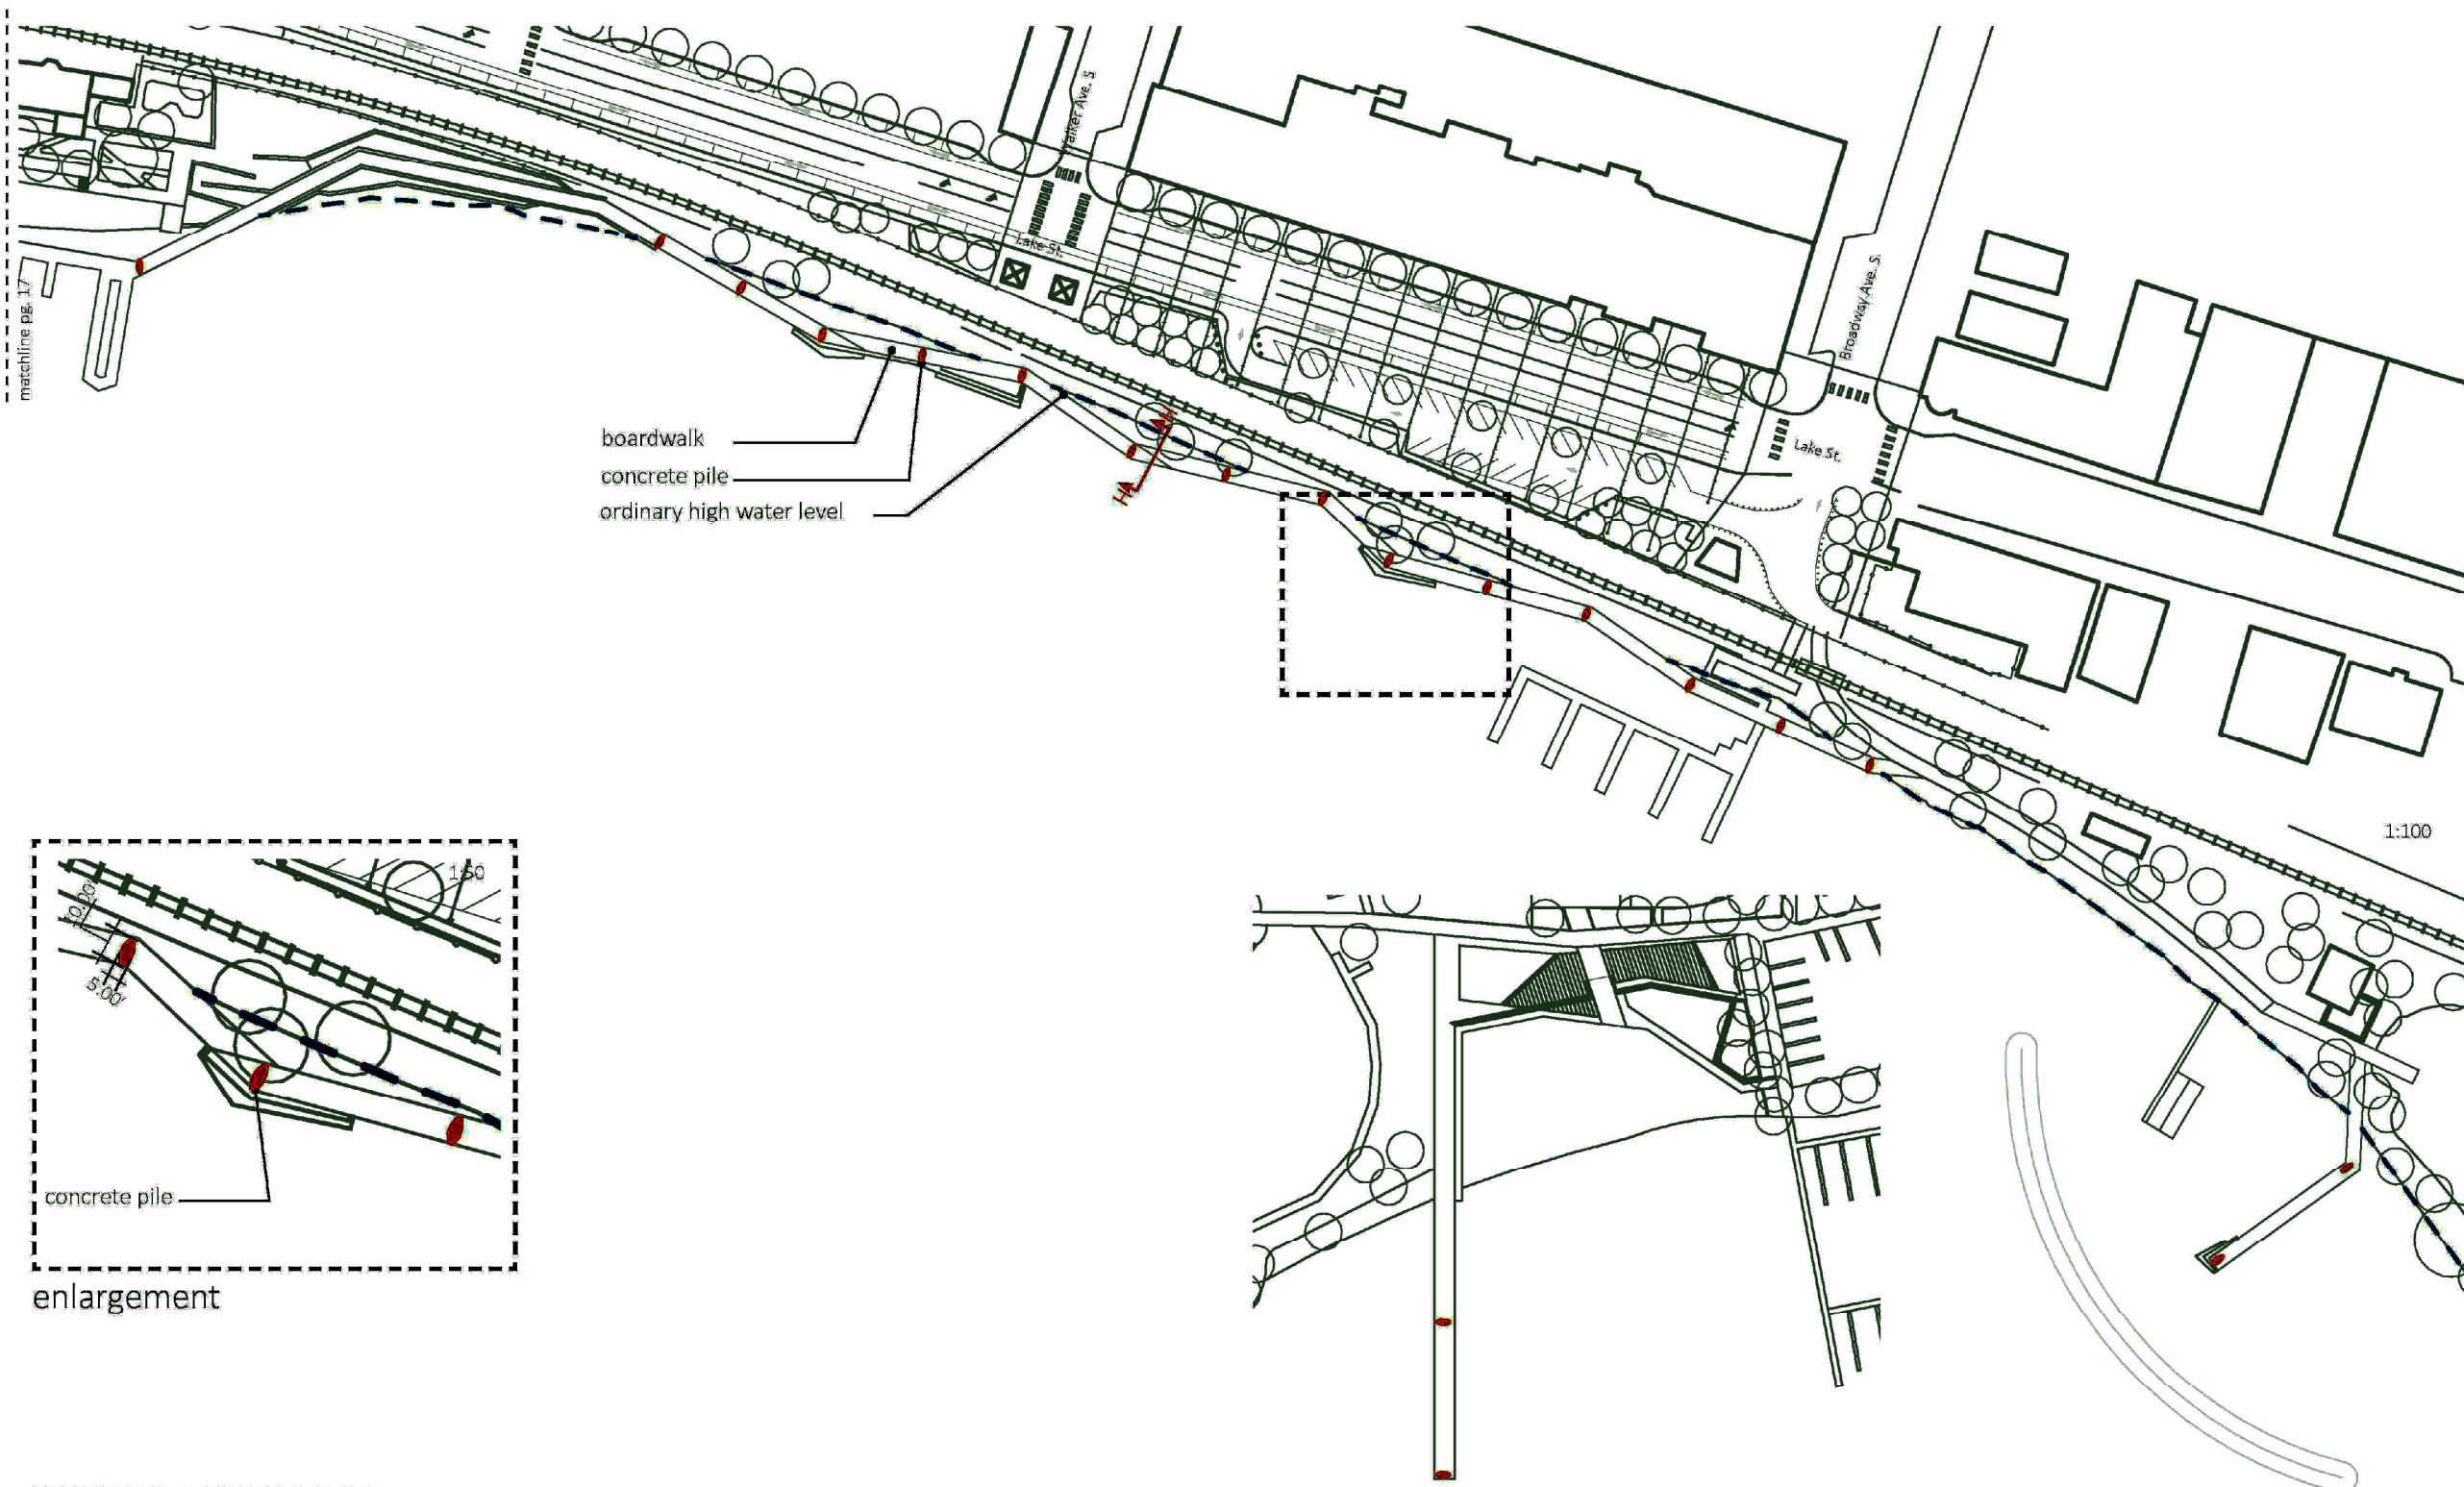 Walker Ave. S.
Lake St.
matchline pg. 17
Broadway Ave. S.
Lake St.
boardwalk
concrete pile
ordinary high water level
H
H
1:100
1:50
10.00'
5.00'
concrete pile
enlargement